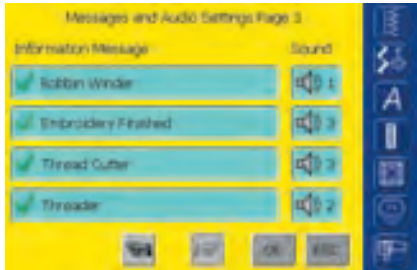 Messages and Audio Settings Page 3
Information Message Sound
Bobbin Winder 1
Embroidery Finished 3
Thread Cutter 3
Threader 2
OK ESC
A